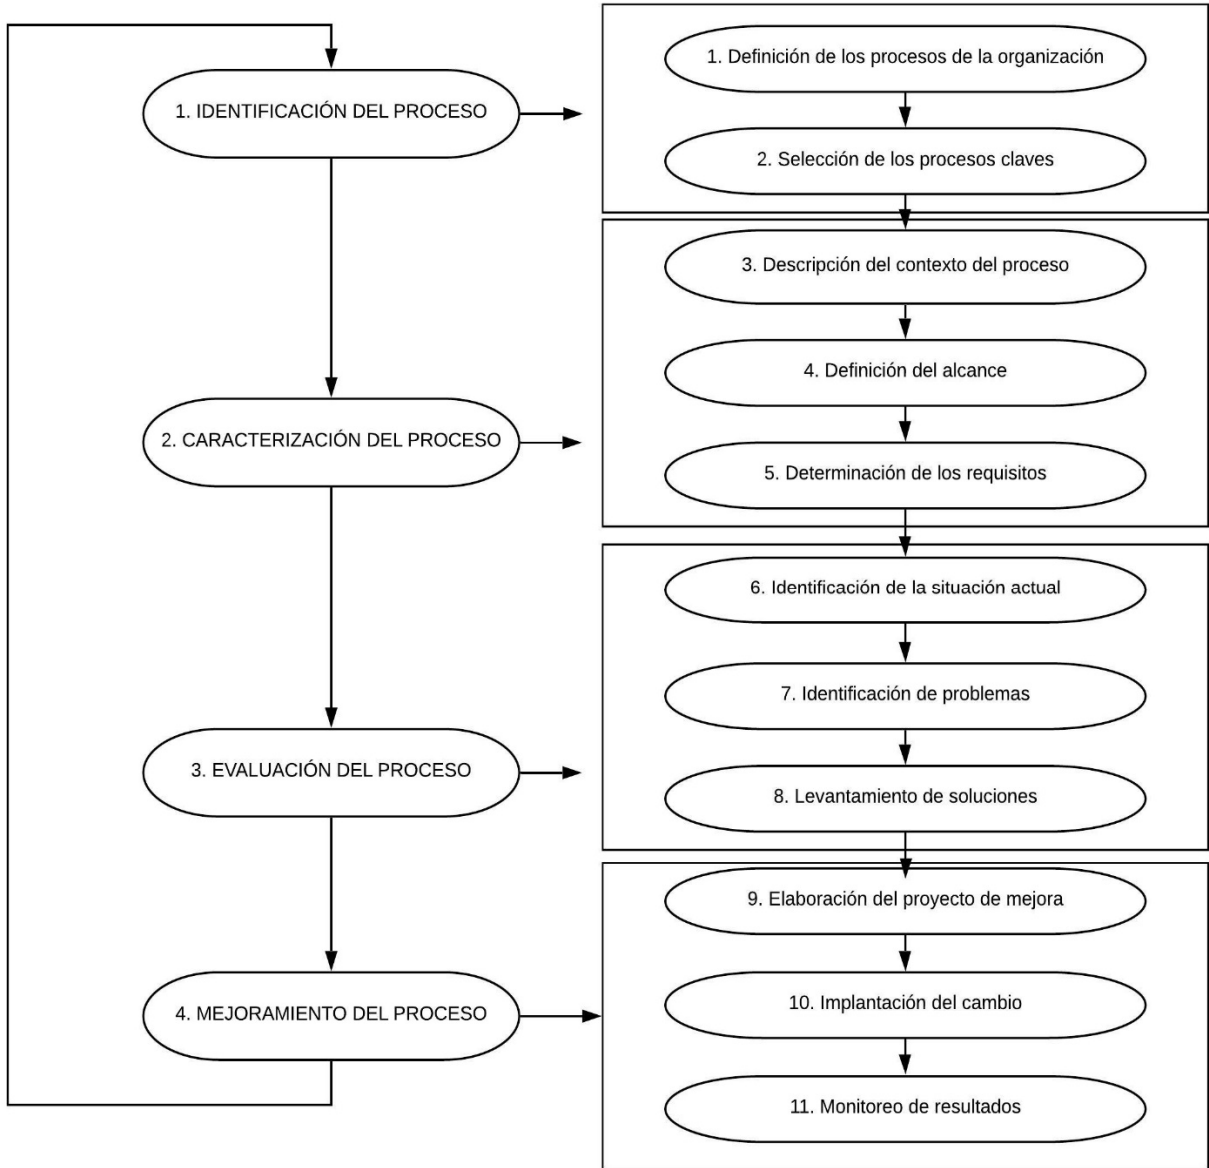 1. IDENTIFICACIÓN DEL PROCESO
1. Definición de los procesos de la organización
2. Selección de los procesos claves
2. CARACTERIZACIÓN DEL PROCESO
3. Descripción del contexto del proceso
4. Definición del alcance
5. Determinación de los requisitos
3. EVALUACIÓN DEL PROCESO
6. Identificación de la situación actual
7. Identificación de problemas
8. Levantamiento de soluciones
4. MEJORAMIENTO DEL PROCESO
9. Elaboración del proyecto de mejora
10. Implantación del cambio
11. Monitoreo de resultados